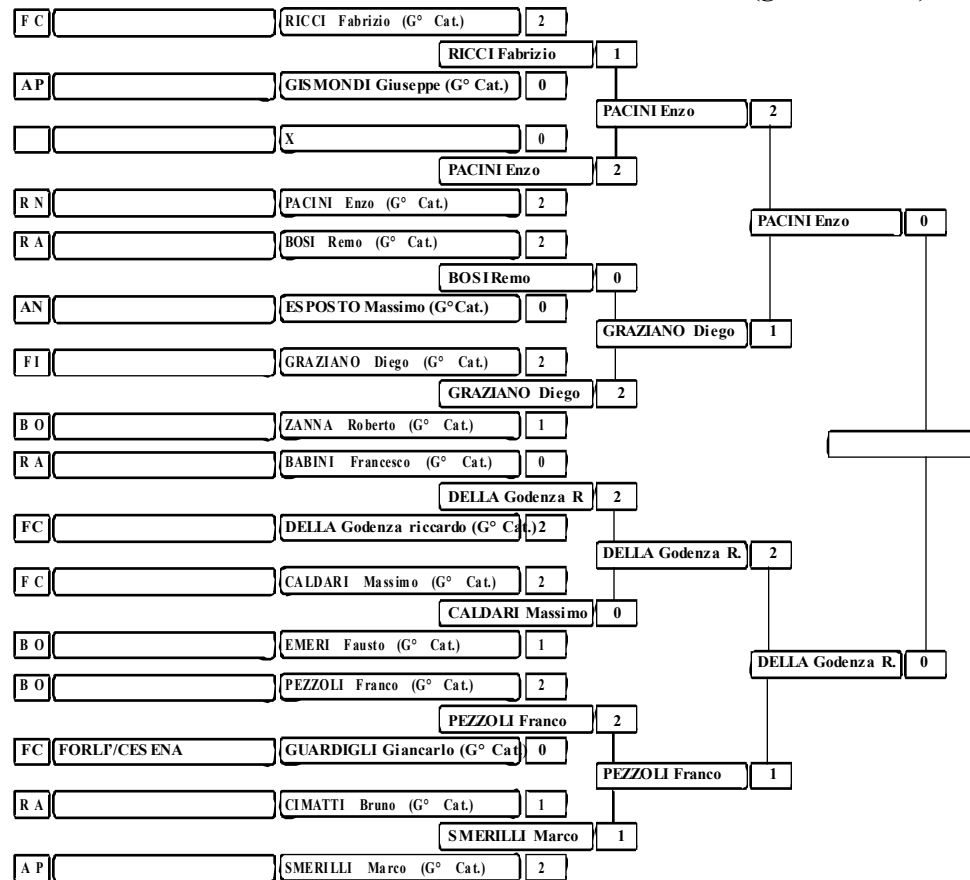 F C RICCI Fabrizio (G° Cat.) 2
RICCI Fabrizio 1
AP GISMONDI Giuseppe (G° Cat.) 0
PACINI Enzo 2
X 0
PACINI Enzo 2
R N PACINI Enzo (G° Cat.) 2
PACINI Enzo 0
R A BOSI Remo (G° Cat.) 2
BOSI Remo 0
AN ESPOSTO Massimo (G°Cat.) 0
GRAZIANO Diego 1
F I GRAZIANO Diego (G° Cat.) 2
GRAZIANO Diego 2
B O ZANNA Roberto (G° Cat.) 1
R A BABINI Francesco (G° Cat.) 0
DELLA Godenza R 2
FC DELLA Godenza riccardo (G° Cat.) 2
DELLA Godenza R. 2
F C CALDARI Massimo (G° Cat.) 2
CALDARI Massimo 0
B O EMERI Fausto (G° Cat.) 1
DELLA Godenza R. 0
B O PEZZOLI Franco (G° Cat.) 2
PEZZOLI Franco 2
FC FORLI'/CESENA GUARDIGLI Giancarlo (G° Cat.) 0
PEZZOLI Franco 1
R A CIMATTI Bruno (G° Cat.) 1
SMERILLI Marco 1
A P SMERILLI Marco (G° Cat.) 2